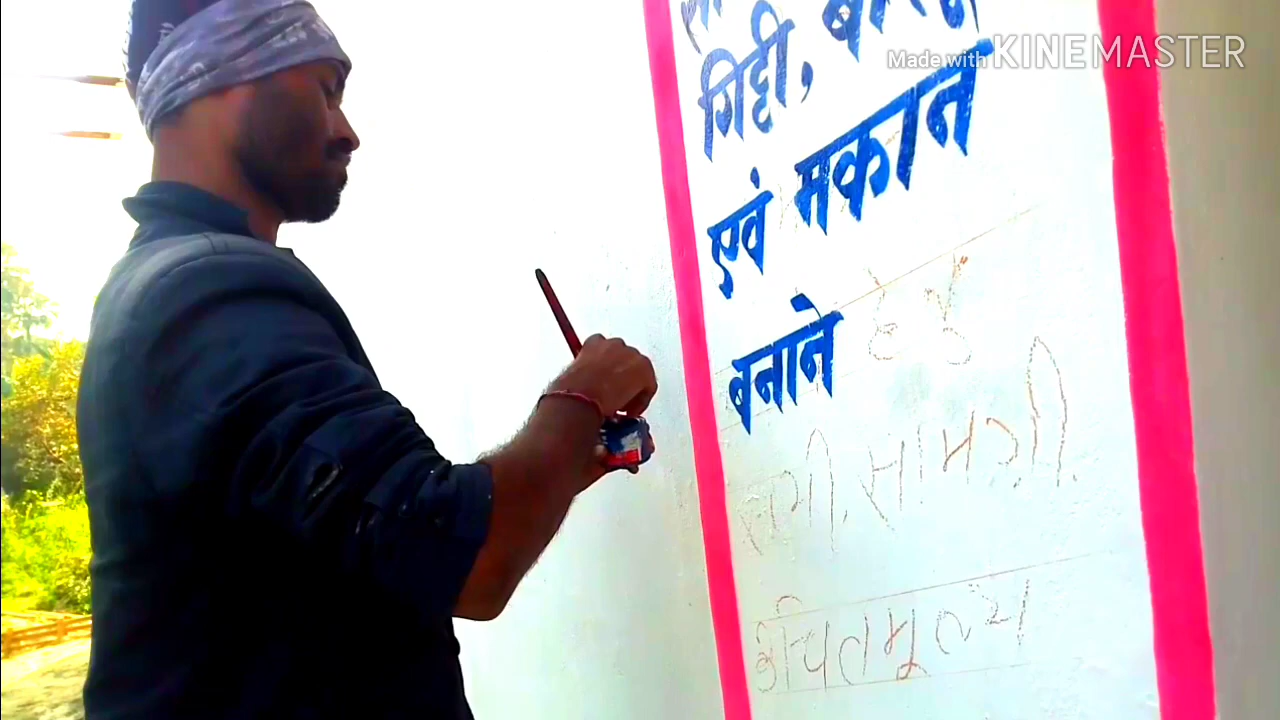 गिट्टी,
Made with KINEMASTER
एवं मकान
बनाने हेतु
सभी सामग्री
उचित मूल्य